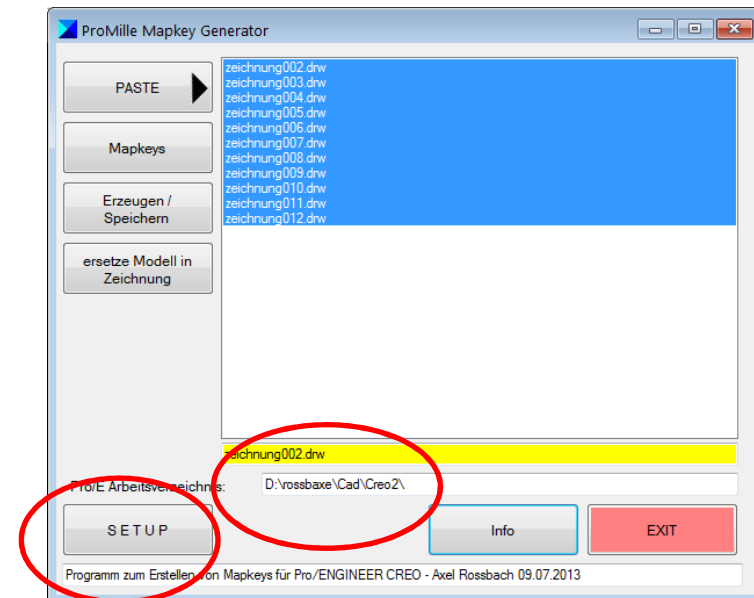 ProMille Mapkey Generator
PASTE
Mapkeys
Erzeugen /
Speichern
ersetze Modell in
Zeichnung
zeichnung002.drw
zeichnung003.drw
zeichnung004.drw
zeichnung005.drw
zeichnung006.drw
zeichnung007.drw
zeichnung008.drw
zeichnung009.drw
zeichnung010.drw
zeichnung011.drw
zeichnung012.drw
zeichnung002.drw
Pro/E Arbeitsverzeichnis:
D:\rossbaxe\Cad\Creo2\
S E T U P
Info
EXIT
Programm zum Erstellen von Mapkeys für Pro/ENGINEER CREO - Axel Rossbach 09.07.2013